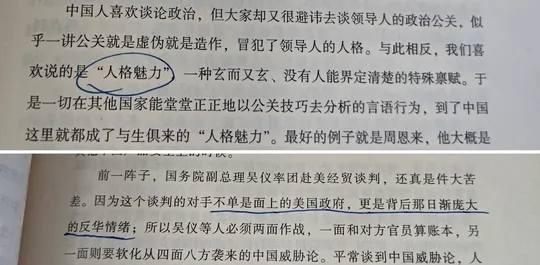 中国人喜欢谈论政治，但大家却又很避讳去谈领导人的政治公关，似
乎一讲公关就是虚伪就是造作，冒犯了领导人的人格。与此相反，我们喜
欢说的是“人格魅力”，一种玄而又玄、没有人能界定清楚的特殊禀赋。于
是一切在其他国家能堂堂正正地以公关技巧去分析的言语行为，到了中国
这里就都成了与生俱来的“人格魅力”。最好的例子就是周恩来，他大概是
前一阵子，国务院副总理吴仪率团赴美经贸谈判，还真是件大苦
差。因为这个谈判的对手不单是面上的美国政府，更是背后那日渐庞大
的反华情绪；所以吴仪等人必须两面作战，一面和对方官员算账本，另
一面则要软化从四面八方袭来的中国威胁论。平常谈到中国威胁论，人